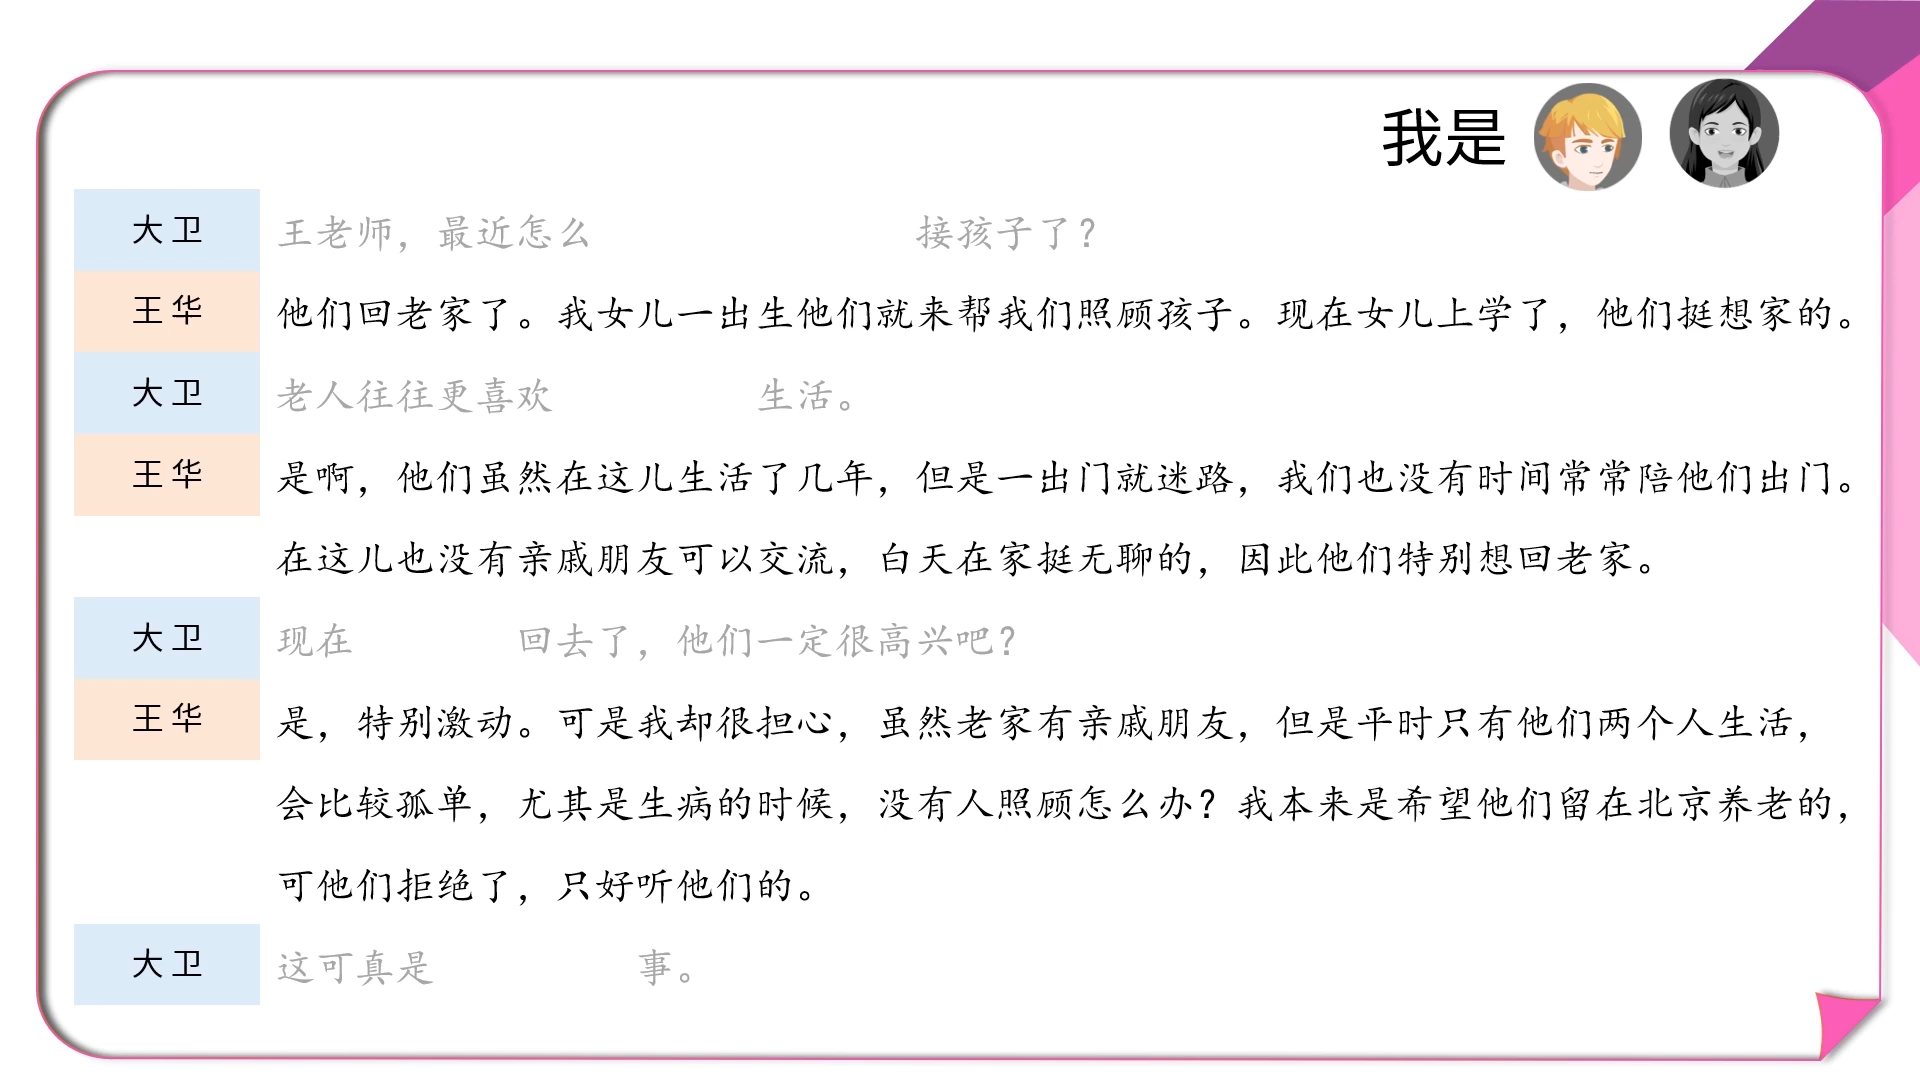 我是
大卫 王老师，最近怎么 接孩子了？
王华 他们回老家了。我女儿一出生他们就来帮我们照顾孩子。现在女儿上学了，他们挺想家的。
大卫 老人往往更喜欢 生活。
王华 是啊，他们虽然在这儿生活了几年，但是一出门就迷路，我们也没有时间常常陪他们出门。
在这儿也没有亲戚朋友可以交流，白天在家挺无聊的，因此他们特别想回老家。
大卫 现在 回去了，他们一定很高兴吧？
王华 是，特别激动。可是我却很担心，虽然老家有亲戚朋友，但是平时只有他们两个人生活，
会比较孤单，尤其是生病的时候，没有人照顾怎么办？我本来是希望他们留在北京养老的，
可他们拒绝了，只好听他们的。
大卫 这可真是 事。